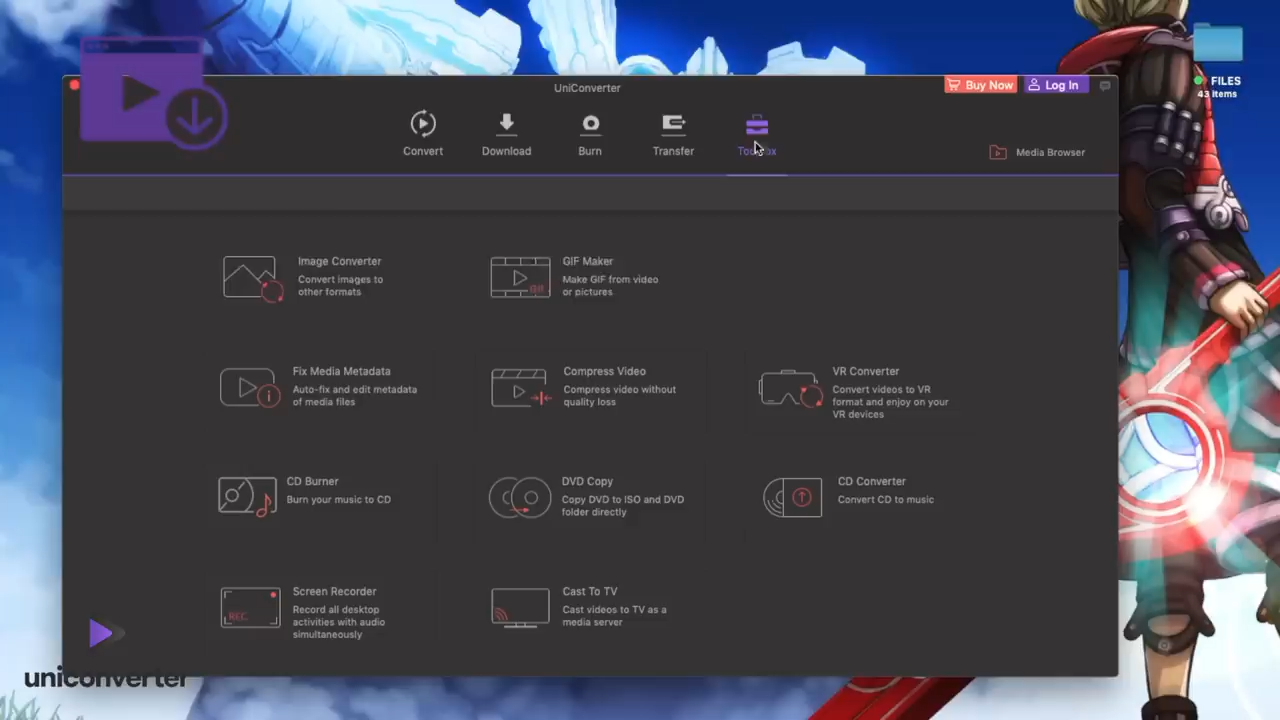 UniConverter
Buy Now
Log In
FILES
43 items
Convert
Download
Burn
Transfer
Toolbox
Media Browser
Image Converter
Convert images to
other formats
GIF Maker
Make GIF from video
or pictures
GIF
Fix Media Metadata
Auto-fix and edit metadata
of media files
Compress Video
Compress video without
quality loss
VR Converter
Convert videos to VR
format and enjoy on your
VR devices
CD Burner
Burn your music to CD
DVD Copy
Copy DVD to ISO and DVD
folder directly
CD Converter
Convert CD to music
Screen Recorder
Record all desktop
activities with audio
simultaneously
REC
Cast To TV
Cast videos to TV as a
media server
uniconverter